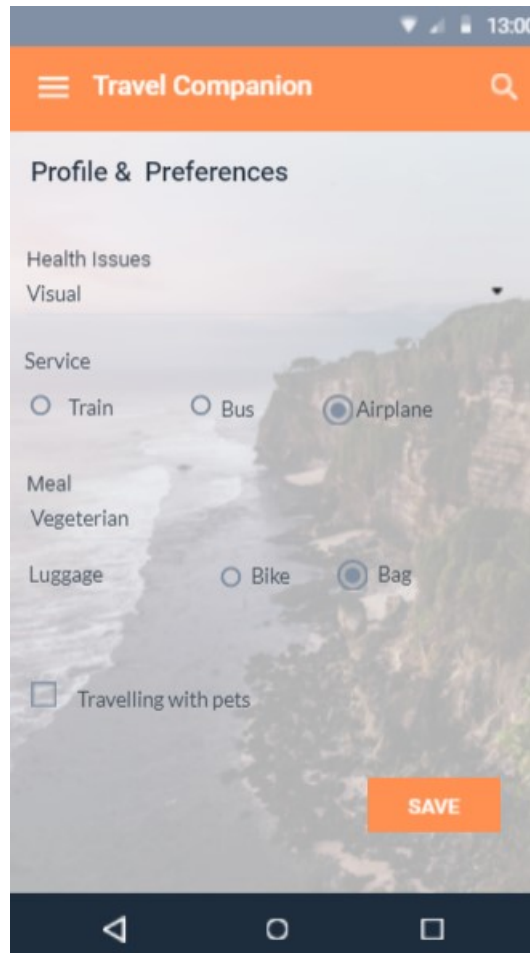 13:00
Travel Companion
Profile & Preferences
Health Issues
Visual
Service
Train Bus Airplane
Meal
Vegeterian
Luggage Bike Bag
Travelling with pets
SAVE